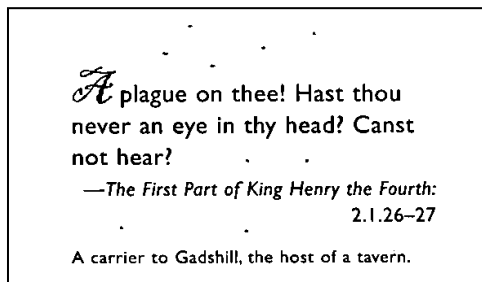 A plague on thee! Hast thou
never an eye in thy head? Canst
not hear?
—The First Part of King Henry the Fourth:
2.1.26–27
A carrier to Gadshill, the host of a tavern.